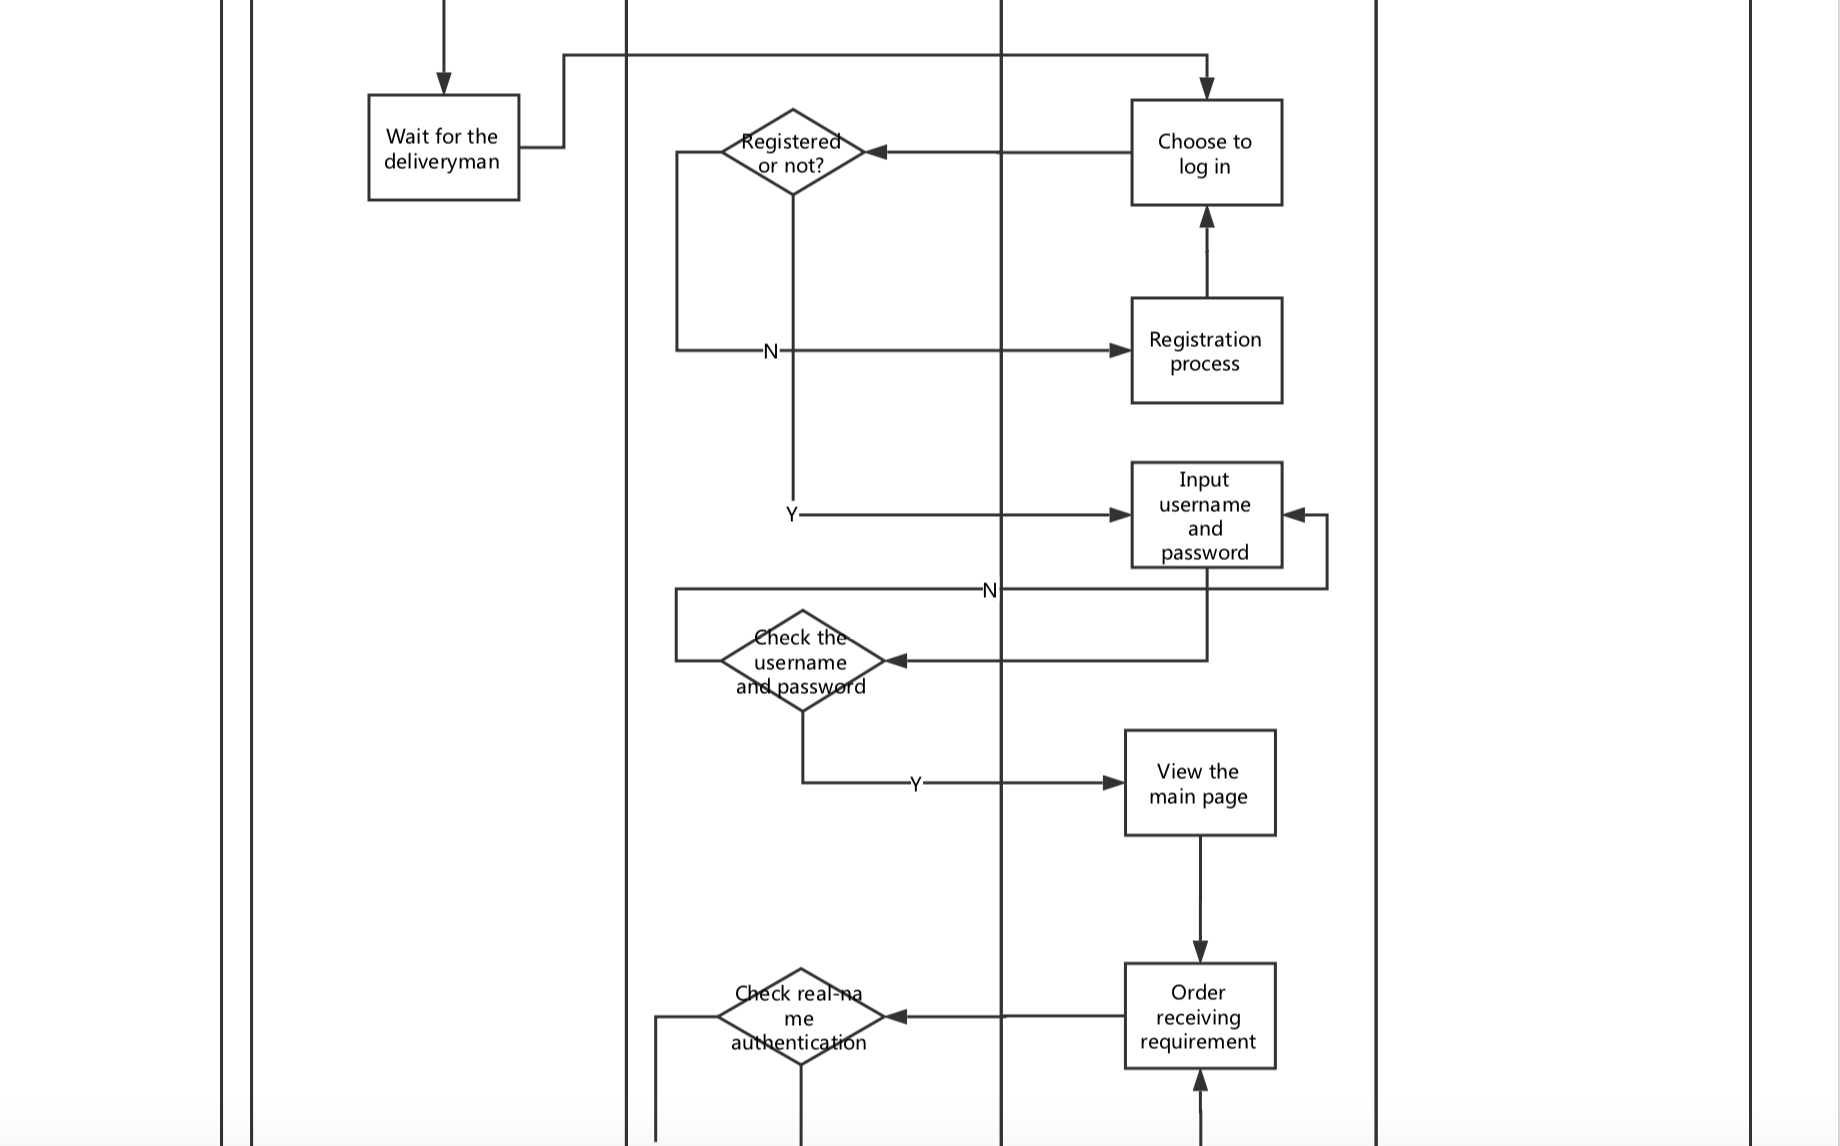 Wait for the
deliveryman
Registered
or not?
Choose to
log in
Registration
process
N
Input
username
and
password
Y
N
Check the
username
and password
View the
main page
Y
Order
receiving
requirement
Check real-na
me
authentication